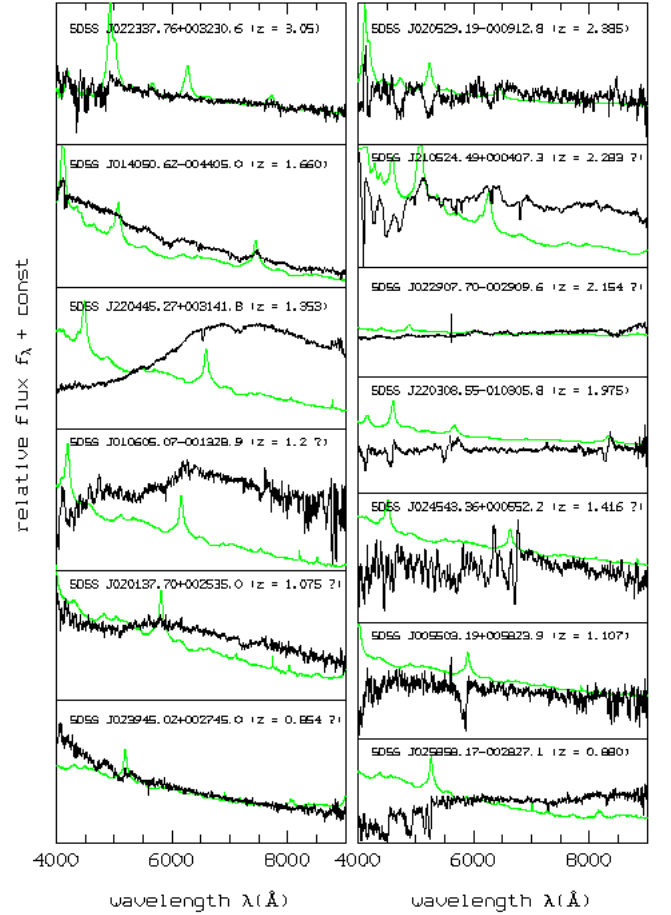 SDSS J022337.76+003230.6 (z = 3.05)
SDSS J014050.62-004405.0 (z = 1.660)
SDSS J220445.27+003141.8 (z = 1.353)
SDSS J010605.07-001328.9 (z = 1.2 ?)
SDSS J020137.70+002535.0 (z = 1.075 ?)
SDSS J023945.02+002745.0 (z = 0.854 ?)
SDSS J020529.19-000912.8 (z = 2.385)
SDSS J210524.49+000407.3 (z = 2.283 ?)
SDSS J022907.70-002909.6 (z = 2.154 ?)
SDSS J220308.55-010305.8 (z = 1.975)
SDSS J024543.36+000552.2 (z = 1.416 ?)
SDSS J005503.19+005823.9 (z = 1.107)
SDSS J025858.17-002827.1 (z = 0.880)
relative flux fλ + const
4000 6000 8000 4000 6000 8000
wavelength λ(Å) wavelength λ(Å)